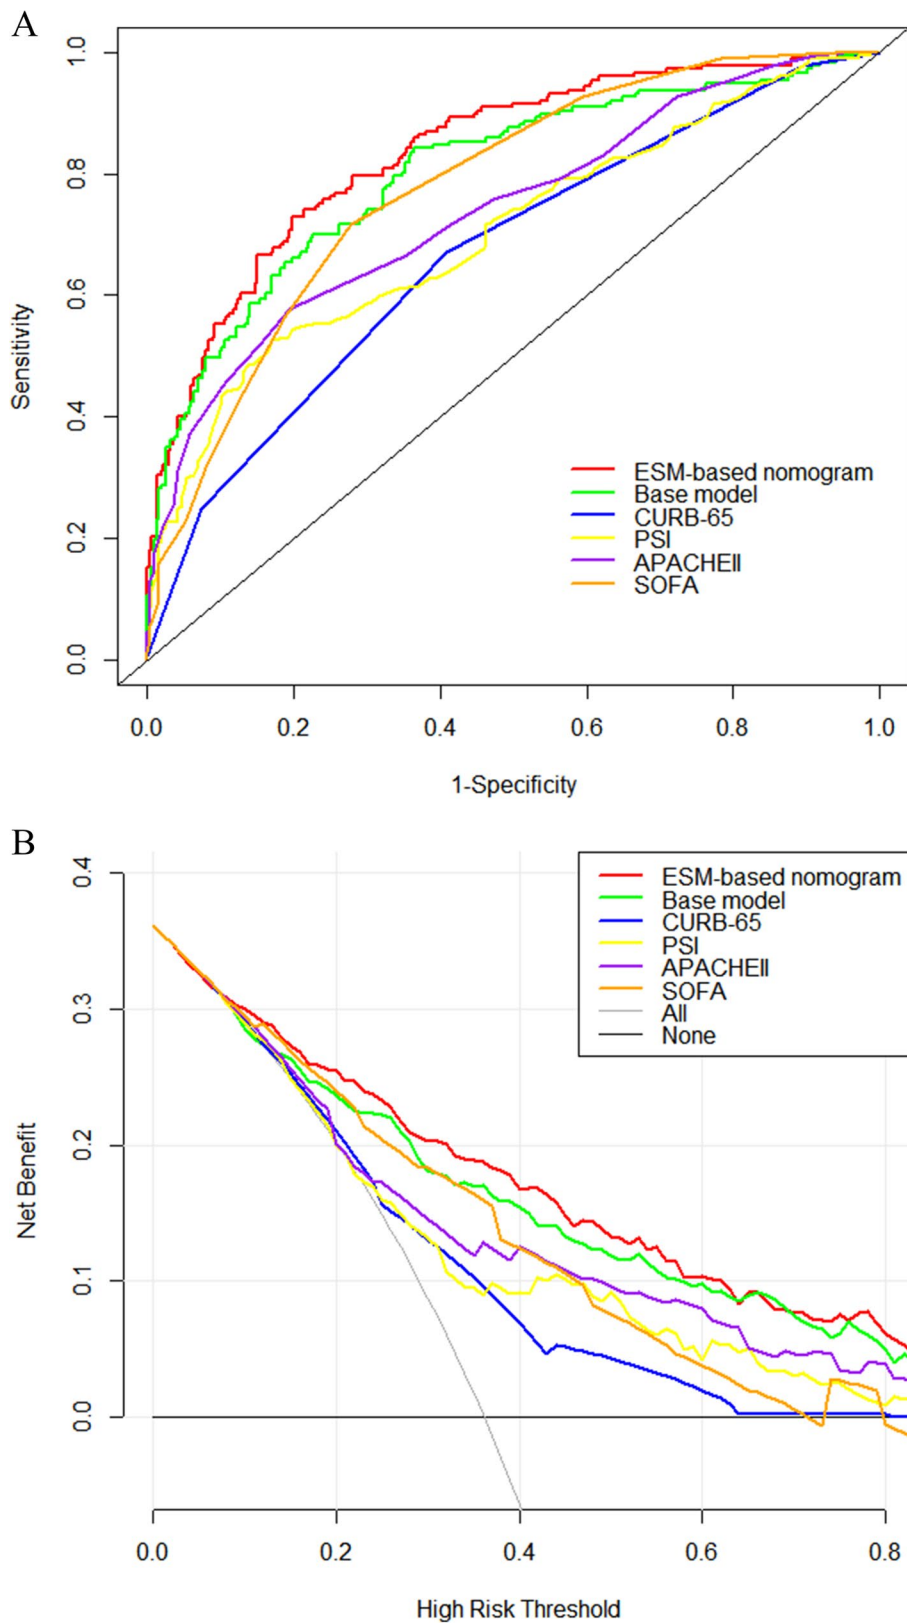 A
1.0
0.8
0.6
0.4
0.2
0.0
Sensitivity
ESM-based nomogram
Base model
CURB-65
PSI
APACHEII
SOFA
0.0 0.2 0.4 0.6 0.8 1.0
1-Specificity
B
0.4
0.3
0.2
0.1
0.0
Net Benefit
ESM-based nomogram
Base model
CURB-65
PSI
APACHEII
SOFA
All
None
0.0 0.2 0.4 0.6 0.8
High Risk Threshold